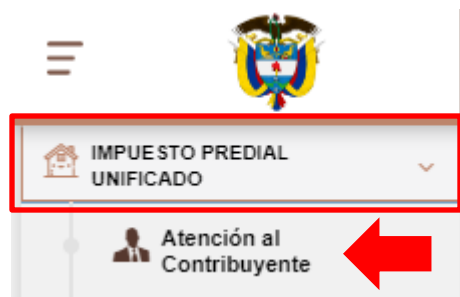 IMPUESTO PREDIAL
UNIFICADO
Atención al
Contribuyente